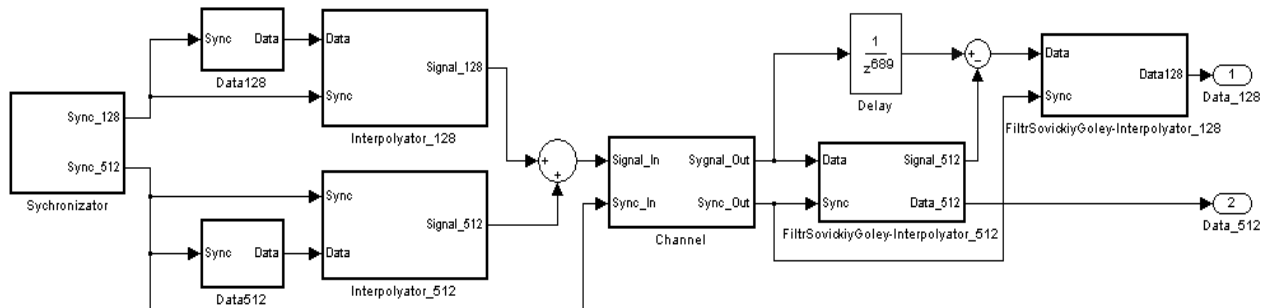 Sync_128
Sync_512
Sychronizator
Sync
Data
Data128
Data
Sync
Signal_128
Interpolyator_128
Sync
Data
Signal_512
Interpolyator_512
Sync
Data
Data512
+
+
Signal_In
Sync_In
Sygnal_Out
Sync_Out
Channel
1
z^689
Delay
+
−
Data
Sync
Signal_512
Data_512
FiltrSovickiyGoley-Interpolyator_512
Data
Sync
Data128
FiltrSovickiyGoley-Interpolyator_128
1
Data_128
2
Data_512